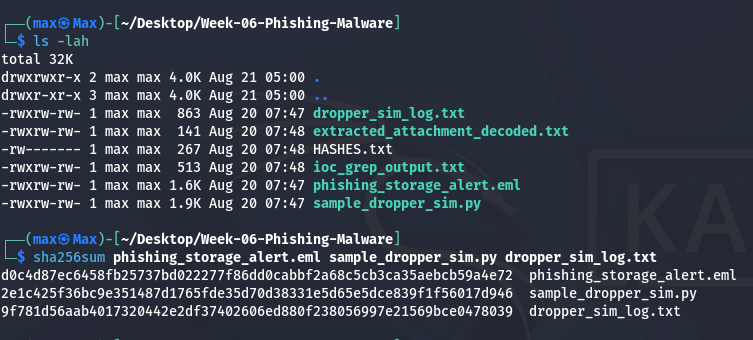 ┌──(max㉿Max)-[~/Desktop/Week-06-Phishing-Malware]
└─$ ls -lah
total 32K
drwxrwxr-x 2 max max 4.0K Aug 21 05:00 .
drwxr-xr-x 3 max max 4.0K Aug 21 05:00 ..
-rwxrw-rw- 1 max max  863 Aug 20 07:47 dropper_sim_log.txt
-rwxrw-rw- 1 max max  141 Aug 20 07:48 extracted_attachment_decoded.txt
-rw------- 1 max max  267 Aug 20 07:48 HASHES.txt
-rwxrw-rw- 1 max max  513 Aug 20 07:48 ioc_grep_output.txt
-rwxrw-rw- 1 max max 1.6K Aug 20 07:47 phishing_storage_alert.eml
-rwxrw-rw- 1 max max 1.9K Aug 20 07:47 sample_dropper_sim.py
KA
┌──(max㉿Max)-[~/Desktop/Week-06-Phishing-Malware]
└─$ sha256sum phishing_storage_alert.eml sample_dropper_sim.py dropper_sim_log.txt
d0c4d87ec6458fb25737bd022277f86dd0cabbf2a68c5cb3ca35aebcb59a4e72  phishing_storage_alert.eml
2e1c425f36bc9e351487d1765fde35d70d38331e5d65e5dce839f1f56017d946  sample_dropper_sim.py
9f781d56aab4017320442e2df37402606ed880f238056997e21569bce0478039  dropper_sim_log.txt